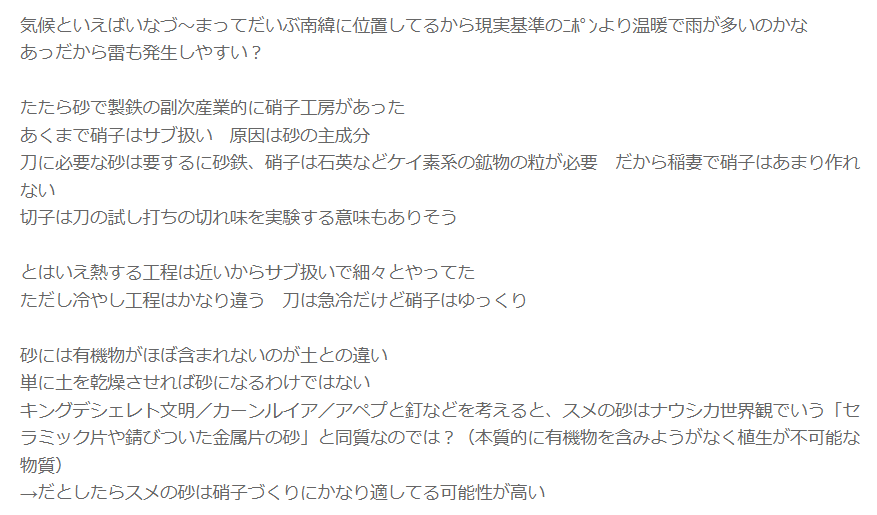 気候といえばいなづ～まってだいぶ南緯に位置してるから現実基準のﾆﾎﾟﾝより温暖で雨が多いのかな
あっだから雷も発生しやすい？
たたら砂で製鉄の副次産業的に硝子工房があった
あくまで硝子はサブ扱い　原因は砂の主成分
刀に必要な砂は要するに砂鉄、硝子は石英などケイ素系の鉱物の粒が必要　だから稲妻で硝子はあまり作れ
ない
切子は刀の試し打ちの切れ味を実験する意味もありそう
とはいえ熱する工程は近いからサブ扱いで細々とやってた
ただし冷やし工程はかなり違う　刀は急冷だけど硝子はゆっくり
砂には有機物がほぼ含まれないのが土との違い
単に土を乾燥させれば砂になるわけではない
キングデシェレト文明／カーンルイア／アペプと釘などを考えると、スメの砂はナウシカ世界観でいう「セ
ラミック片や錆びついた金属片の砂」と同質なのでは？（本質的に有機物を含みようがなく植生が不可能な
物質）
→だとしたらスメの砂は硝子づくりにかなり適してる可能性が高い